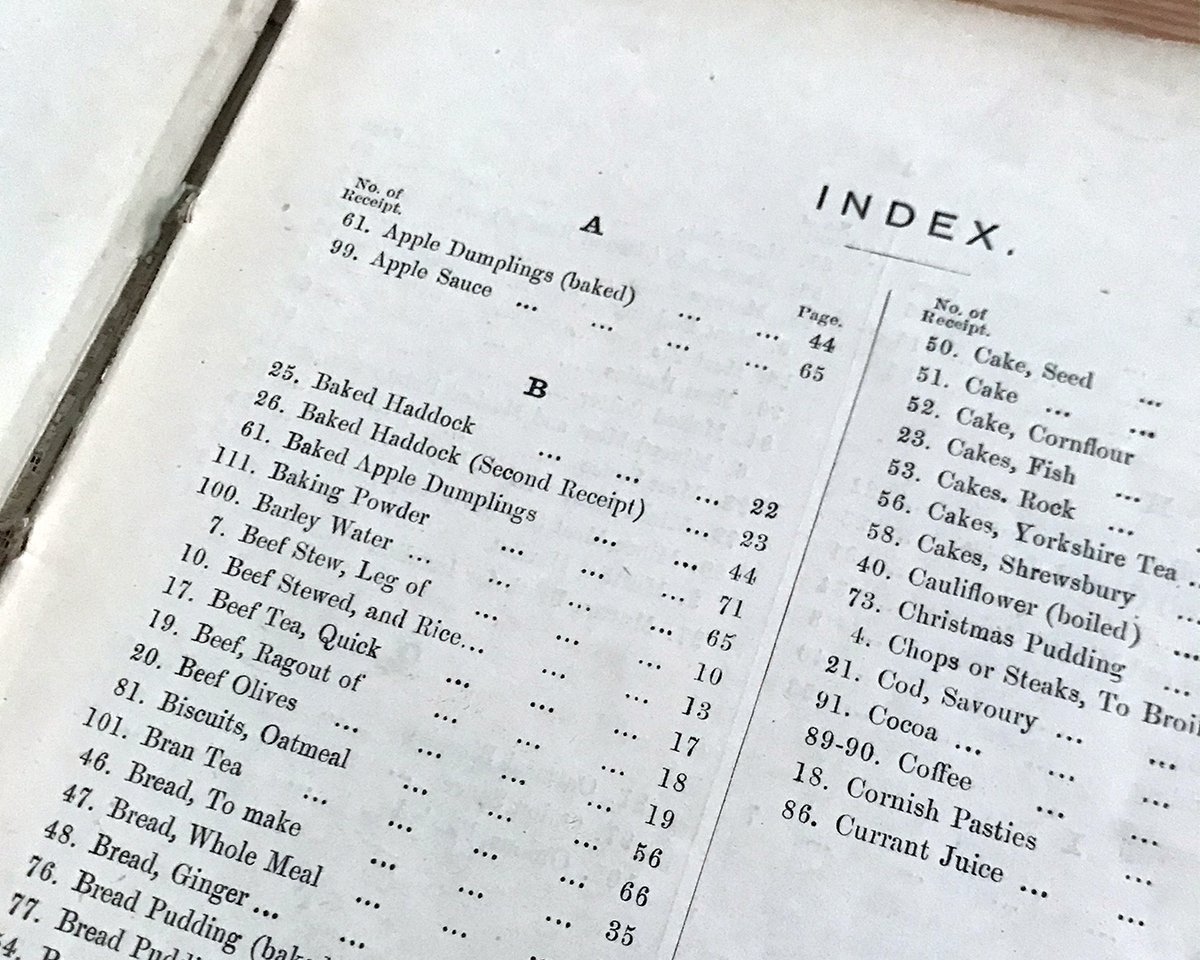 INDEX.
No. of
Receipt.
A
Page.
61. Apple Dumplings (baked) ... ... 44
99. Apple Sauce ... ... ... ... 65
B
25. Baked Haddock ... ... ... 22
26. Baked Haddock (Second Receipt) ... 23
61. Baked Apple Dumplings ... ... 44
111. Baking Powder ... ... ... 71
100. Barley Water ... ... ... ... 65
7. Beef Stew, Leg of ... ... ... 10
10. Beef Stewed, and Rice... ... ... 13
17. Beef Tea, Quick ... ... ... 17
19. Beef, Ragout of ... ... ... 18
20. Beef Olives ... ... ... ... 19
81. Biscuits, Oatmeal ... ... ... 56
101. Bran Tea ... ... ... ... 66
46. Bread, To make ... ... ... 35
47. Bread, Whole Meal ... ... ...
48. Bread, Ginger ... ... ...
76. Bread Pudding
77. Bread
No. of
Receipt.
50. Cake, Seed ...
51. Cake ... ...
52. Cake, Cornflour
23. Cakes, Fish ...
53. Cakes. Rock ...
56. Cakes, Yorkshire Tea ...
58. Cakes, Shrewsbury ...
40. Cauliflower (boiled) ...
73. Christmas Pudding ...
4. Chops or Steaks, To Broil
21. Cod, Savoury ... ...
91. Cocoa ... ... ...
89-90. Coffee ... ...
18. Cornish Pasties ...
86. Currant Juice ... ...